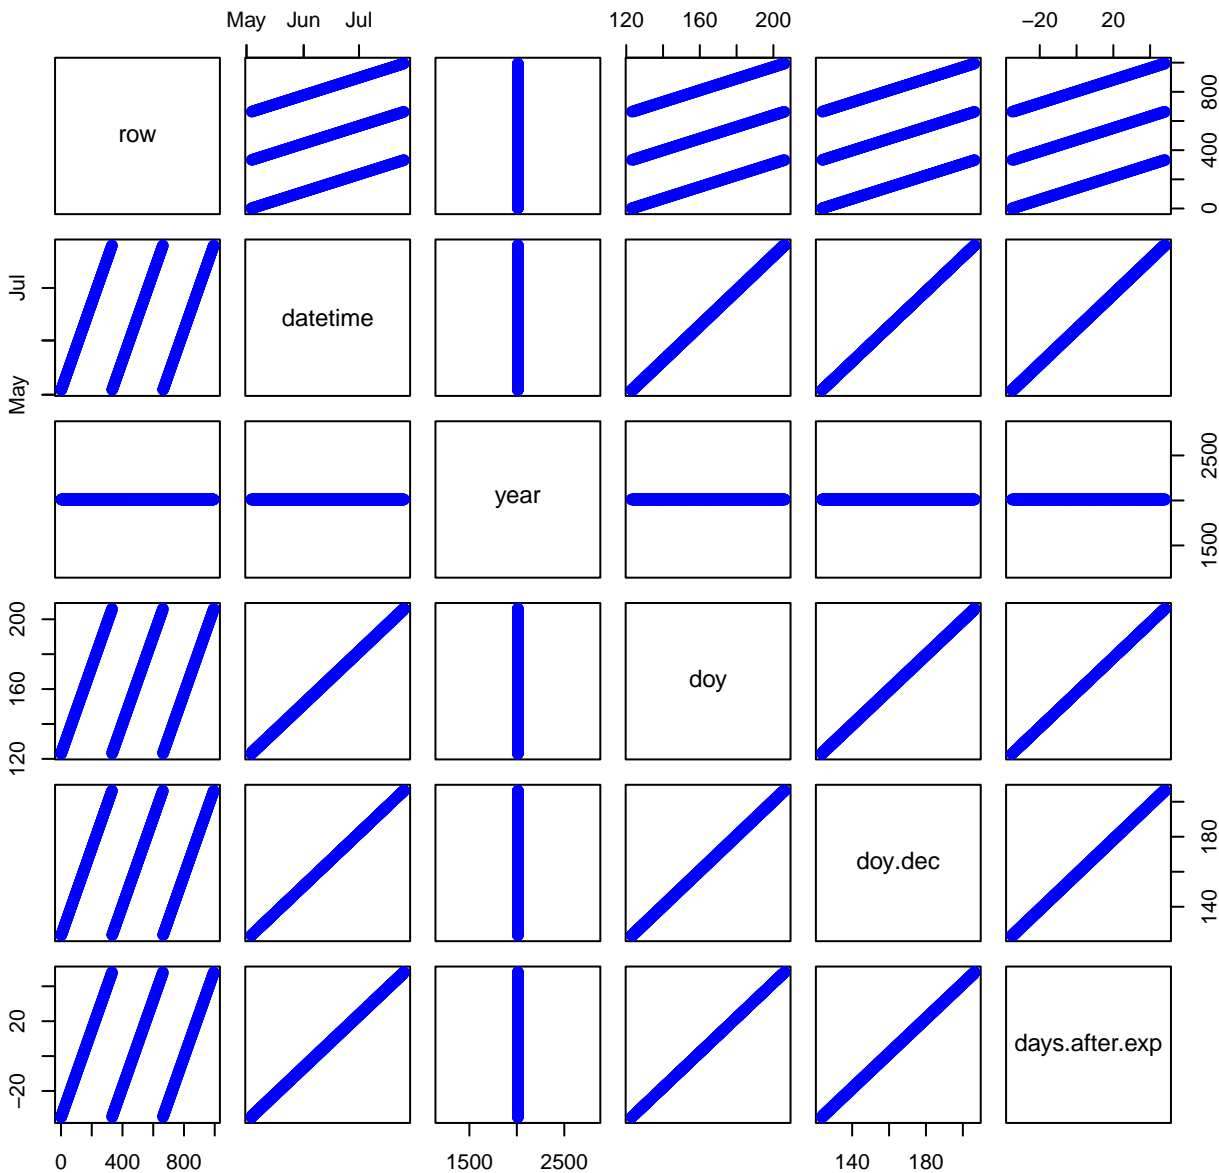 May Jun Jul 120 160 200 −20 20
row 0 400 800
May Jul datetime
year 1500 2500
120 160 200 doy
doy.dec 140 180
−20 20 days.after.exp
0 400 800 1500 2500 140 180